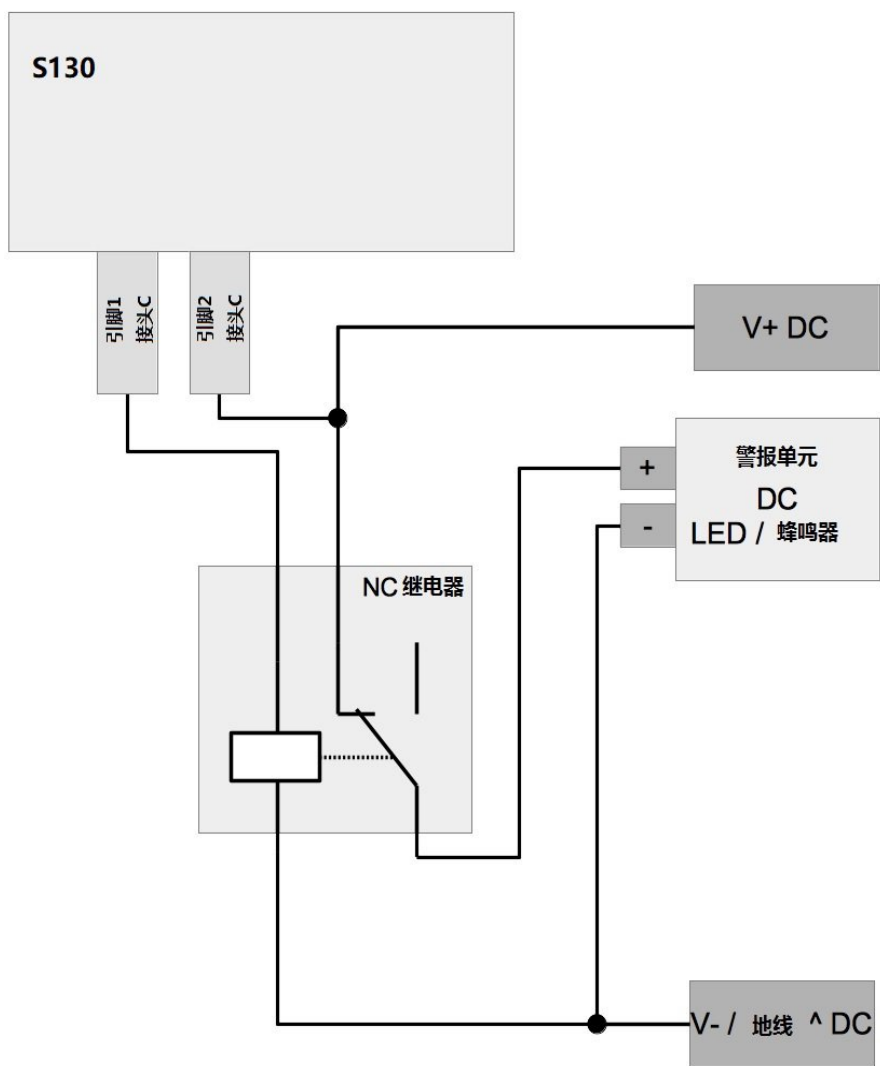 S130
引脚1
接头C
引脚2
接头C
V+ DC
+
警报单元
DC
-
LED / 蜂鸣器
NC 继电器
V- / 地线 ^ DC